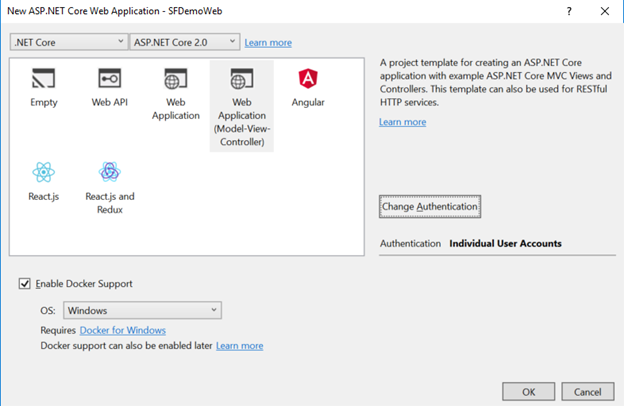 New ASP.NET Core Web Application - SFDemoWeb
?
.NET Core
ASP.NET Core 2.0
Learn more
Empty
Web API
Web
Application
Web
Application
(Model-View-
Controller)
Angular
React.js
React.js and
Redux
A project template for creating an ASP.NET Core
application with example ASP.NET Core MVC Views and
Controllers. This template can also be used for RESTful
HTTP services.
Learn more
Change Authentication
Authentication Individual User Accounts
Enable Docker Support
OS: Windows
Requires Docker for Windows
Docker support can also be enabled later Learn more
OK
Cancel